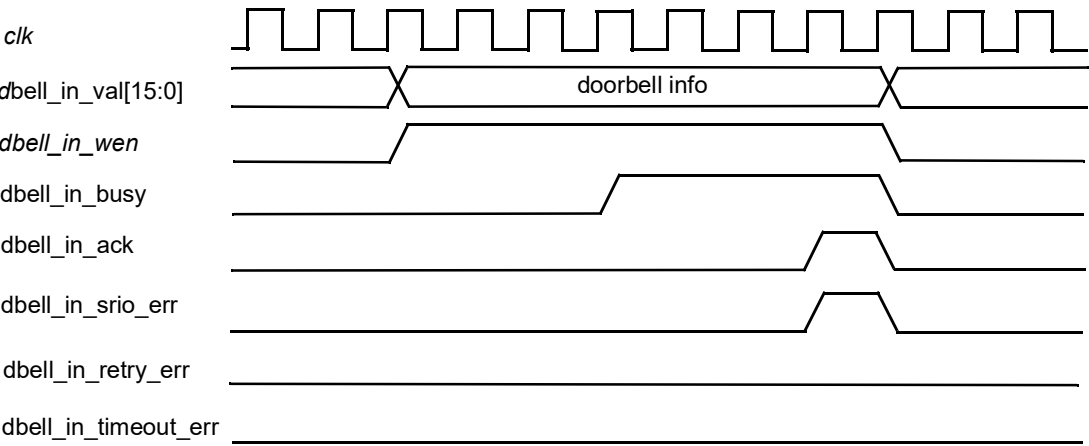 clk
dbell_in_val[15:0]
doorbell info
dbell_in_wen
dbell_in_busy
dbell_in_ack
dbell_in_srio_err
dbell_in_retry_err
dbell_in_timeout_err